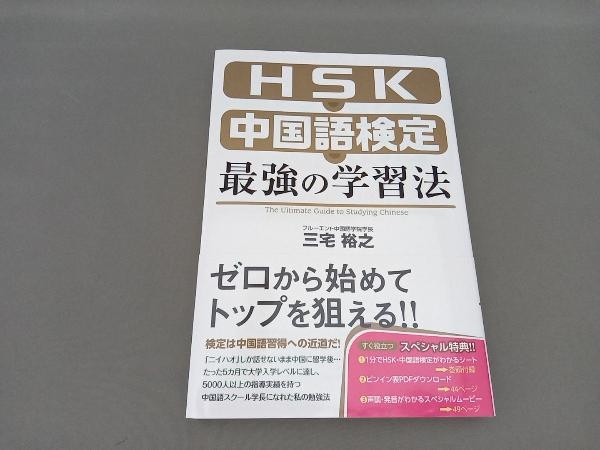 HSK
中国語検定
最強の学習法
The Ultimate Guide to Studying Chinese
フルーエント中国語学院学長
三宅 裕之
ゼロから始めて
トップを狙える!!
検定は中国語習得への近道だ!
「ニイハオ」しか話せないまま中国に留学後…
たった5カ月で大学入学レベルに達し、
5000人以上の指導実績を持つ
中国語スクール学長になれた私の勉強法
すぐ役立つ スペシャル特典!!
❶1分でHSK・中国語検定がわかるシート
→巻頭付録
❷ピンイン表PDFダウンロード
→44ページ
❸声調・発音がわかるスペシャルムービー
→49ページ